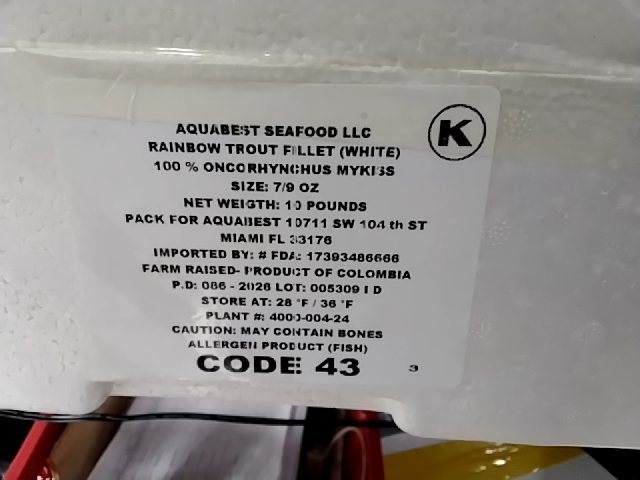 AQUABEST SEAFOOD LLC
K
RAINBOW TROUT FILLET (WHITE)
100 % ONCORHYNCHUS MYKISS
SIZE: 7/9 OZ
NET WEIGTH: 10 POUNDS
PACK FOR AQUABEST 10711 SW 104 th ST
MIAMI FL 33176
IMPORTED BY: # FDA: 17393486666
FARM RAISED- PRODUCT OF COLOMBIA
P.D: 086 - 2026 LOT: 005309 I D
STORE AT: 28 °F / 36 °F
PLANT #: 4000-004-24
CAUTION: MAY CONTAIN BONES
ALLERGEN PRODUCT (FISH)
CODE: 43
3